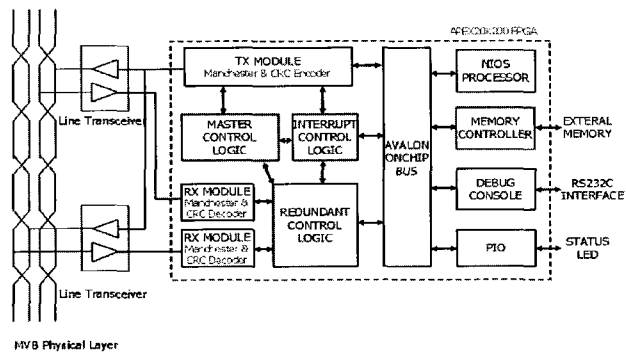 APEX20K200 FPGA
TX MODULE
Manchester & CRC Encoder
NIOS
PROCESSOR
Line Transceiver
MASTER
CONTROL
LOGIC
INTERRUPT
CONTROL
LOGIC
AVALON
ONCHIP
BUS
MEMORY
CONTROLLER
EXTERAL
MEMORY
RX MODULE
Manchester &
CRC Decoder
REDUNDANT
CONTROL
LOGIC
DEBUG
CONSOLE
RS232C
INTERFACE
RX MODULE
Manchester &
CRC Decoder
PIO
STATUS
LED
Line Transceiver
MVB Physical Layer